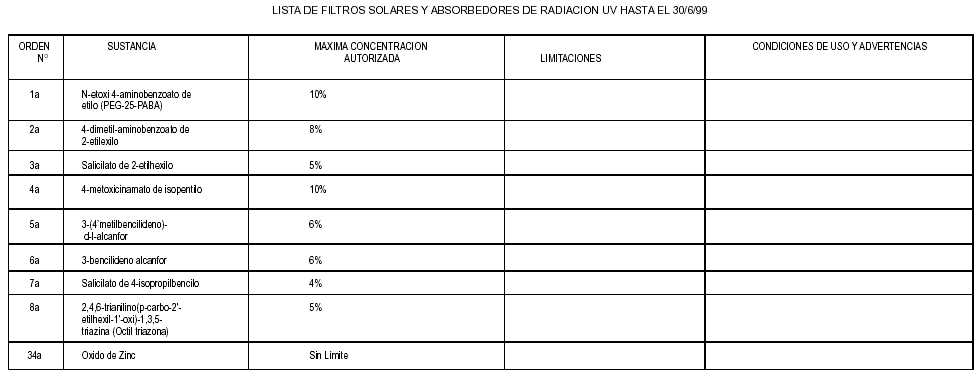 LISTA DE FILTROS SOLARES Y ABSORBEDORES DE RADIACION UV HASTA EL 30/6/99
ORDEN N° SUSTANCIA MAXIMA CONCENTRACION AUTORIZADA LIMITACIONES CONDICIONES DE USO Y ADVERTENCIAS
1a N-etoxi 4-aminobenzoato de 10%
etilo (PEG-25-PABA)
2a 4-dimetil-aminobenzoato de 8%
2-etilexilo
3a Salicilato de 2-etilhexilo 5%
4a 4-metoxicinamato de isopentilo 10%
5a 3-(4`metilbencilideno)- 6%
d-l-alcanfor
6a 3-bencilideno alcanfor 6%
7a Salicilato de 4-isopropilbencilo 4%
8a 2,4,6-trianilino(p-carbo-2'- 5%
etilhexil-1'-oxi)-1,3,5-
triazina (Octil triazona)
34a Oxido de Zinc Sin Limite